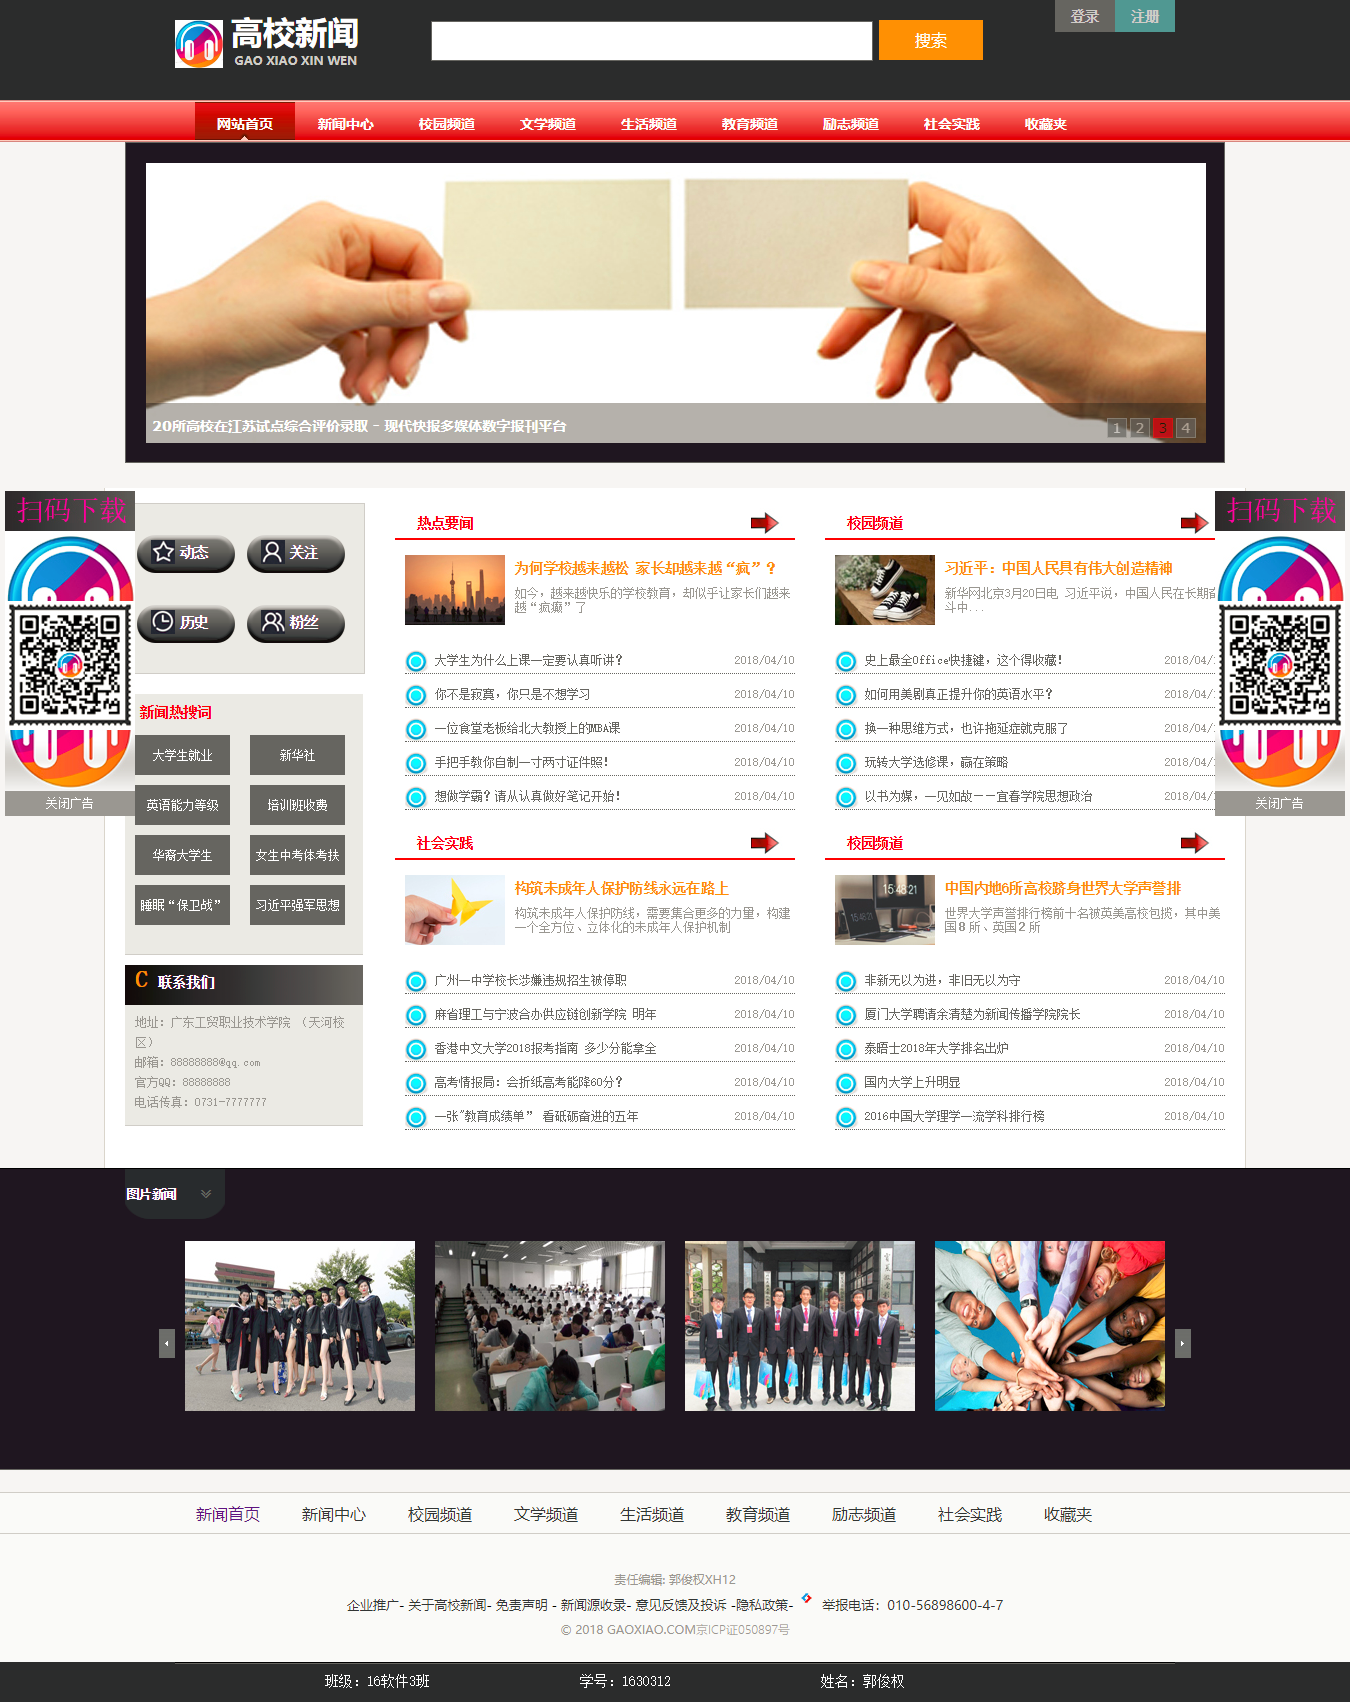 登录 注册
高校新闻
GAO XIAO XIN WEN
搜索
网站首页 新闻中心 校园频道 文学频道 生活频道 教育频道 励志频道 社会实践 收藏夹
20所高校在江苏试点综合评价录取 - 现代快报多媒体数字报刊平台
1 2 3 4
扫码下载
关闭广告
动态 关注
历史 粉丝
新闻热搜词
大学生就业 新华社
英语能力等级 培训班收费
华裔大学生 女生中考体考扶
睡眠“保卫战” 习近平强军思想
C 联系我们
地址：广东工贸职业技术学院 （天河校
区）
邮箱：88888888@qq.com
官方QQ：88888888
电话传真：0731-7777777
热点要闻
为何学校越来越松 家长却越来越“疯”？
如今，越来越快乐的学校教育，却似乎让家长们越来
越“疯癫”了
大学生为什么上课一定要认真听讲？ 2018/04/10
你不是寂寞，你只是不想学习 2018/04/10
一位食堂老板给北大教授上的MBA课 2018/04/10
手把手教你自制一寸两寸证件照！ 2018/04/10
想做学霸？请从认真做好笔记开始！ 2018/04/10
校园频道
习近平：中国人民具有伟大创造精神
新华网北京3月20日电 习近平说，中国人民在长期奋
斗中...
史上最全Office快捷键，这个得收藏！ 2018/04/
如何用美剧真正提升你的英语水平？ 2018/04/
换一种思维方式，也许拖延症就克服了 2018/04/
玩转大学选修课，赢在策略 2018/04/
以书为媒，一见如故——宜春学院思想政治 2018/04/
扫码下载
关闭广告
社会实践
构筑未成年人保护防线永远在路上
构筑未成年人保护防线，需要集合更多的力量，构建
一个全方位、立体化的未成年人保护机制
广州一中学校长涉嫌违规招生被停职 2018/04/10
麻省理工与宁波合办供应链创新学院 明年 2018/04/10
香港中文大学2018报考指南 多少分能拿全 2018/04/10
高考情报局：会折纸高考能降60分？ 2018/04/10
一张"教育成绩单” 看砥砺奋进的五年 2018/04/10
校园频道
中国内地6所高校跻身世界大学声誉排
世界大学声誉排行榜前十名被英美高校包揽，其中美
国８所、英国２所
非新无以为进，非旧无以为守 2018/04/10
厦门大学聘请余清楚为新闻传播学院院长 2018/04/10
泰晤士2018年大学排名出炉 2018/04/10
国内大学上升明显 2018/04/10
2016中国大学理学一流学科排行榜 2018/04/10
图片新闻
新闻首页 新闻中心 校园频道 文学频道 生活频道 教育频道 励志频道 社会实践 收藏夹
责任编辑: 郭俊权XH12
企业推广- 关于高校新闻- 免责声明 - 新闻源收录- 意见反馈及投诉 -隐私政策- 举报电话：010-56898600-4-7
© 2018 GAOXIAO.COM京ICP证050897号
班级：16软件3班 学号：1630312 姓名：郭俊权